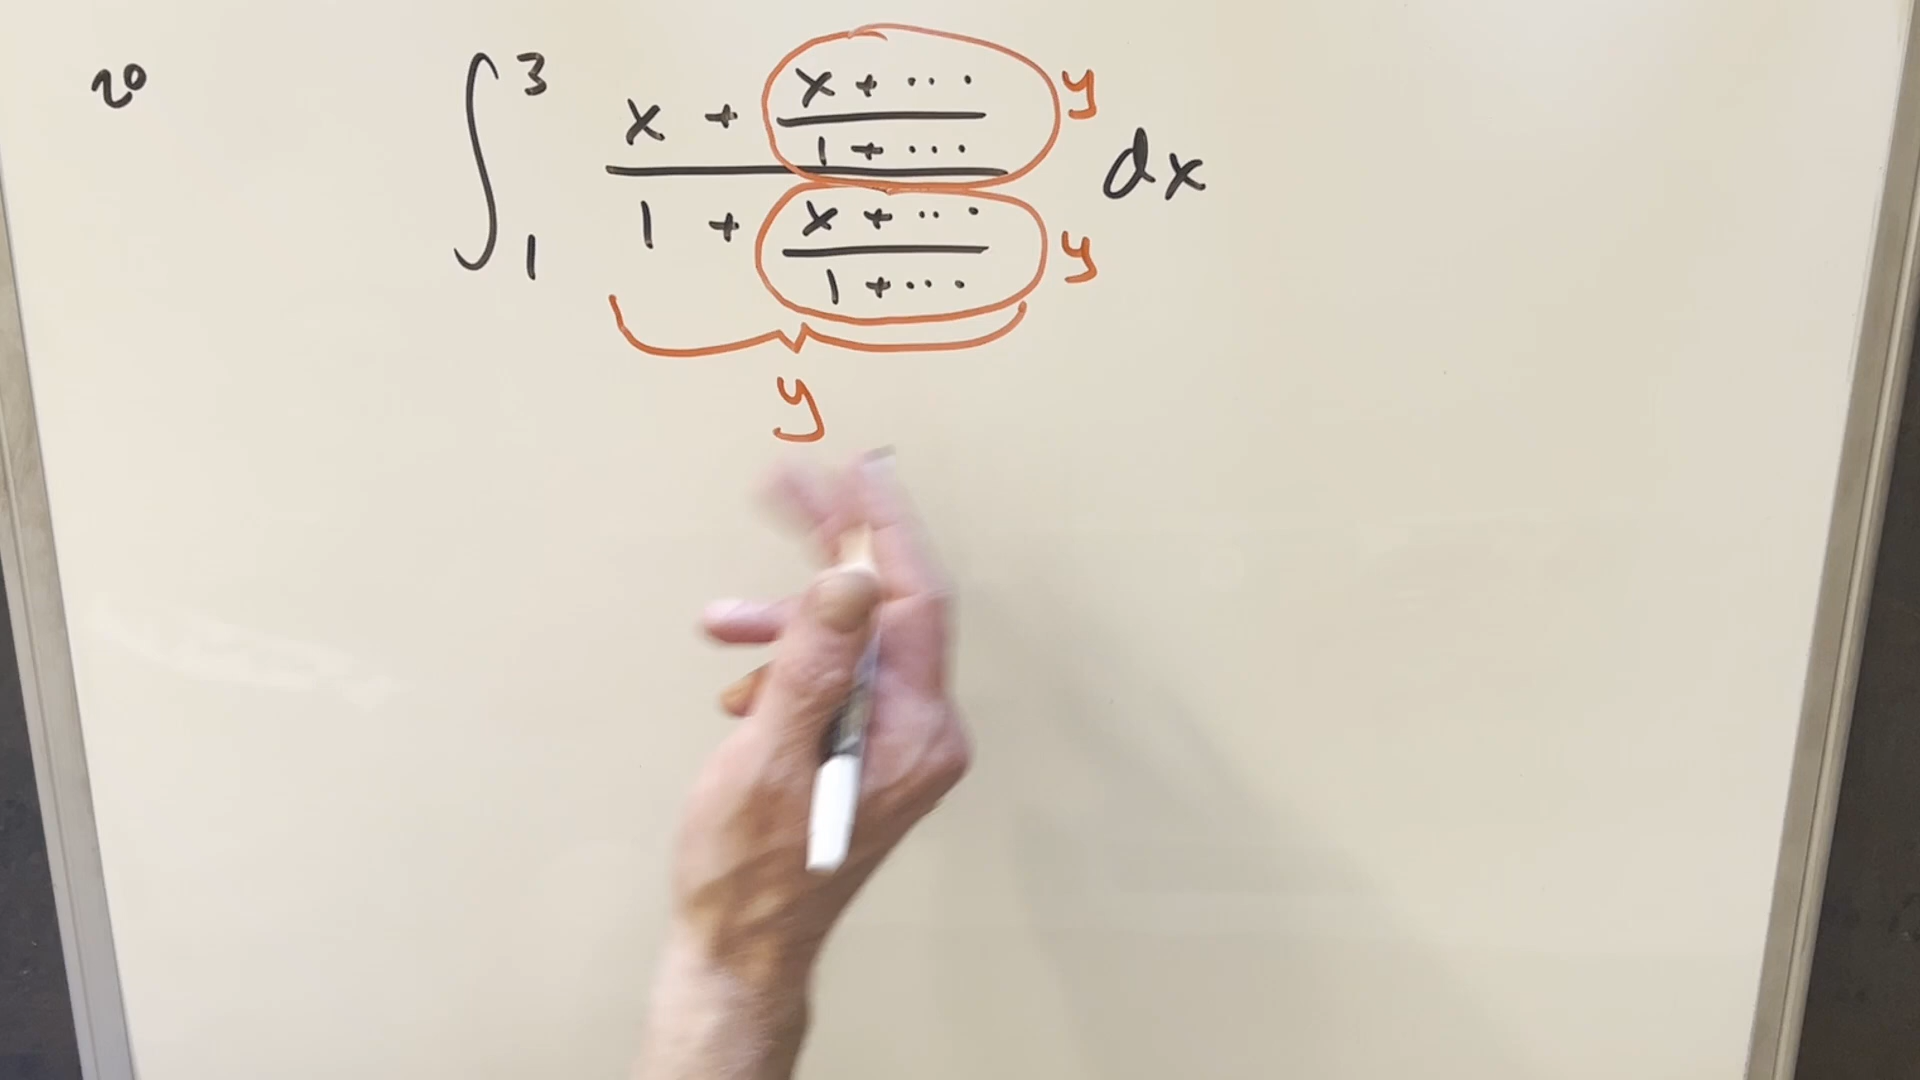 20
∫₁³ (x + (x + ···)/(1 + ···))/(1 + (x + ···)/(1 + ···)) dx
y
y
y